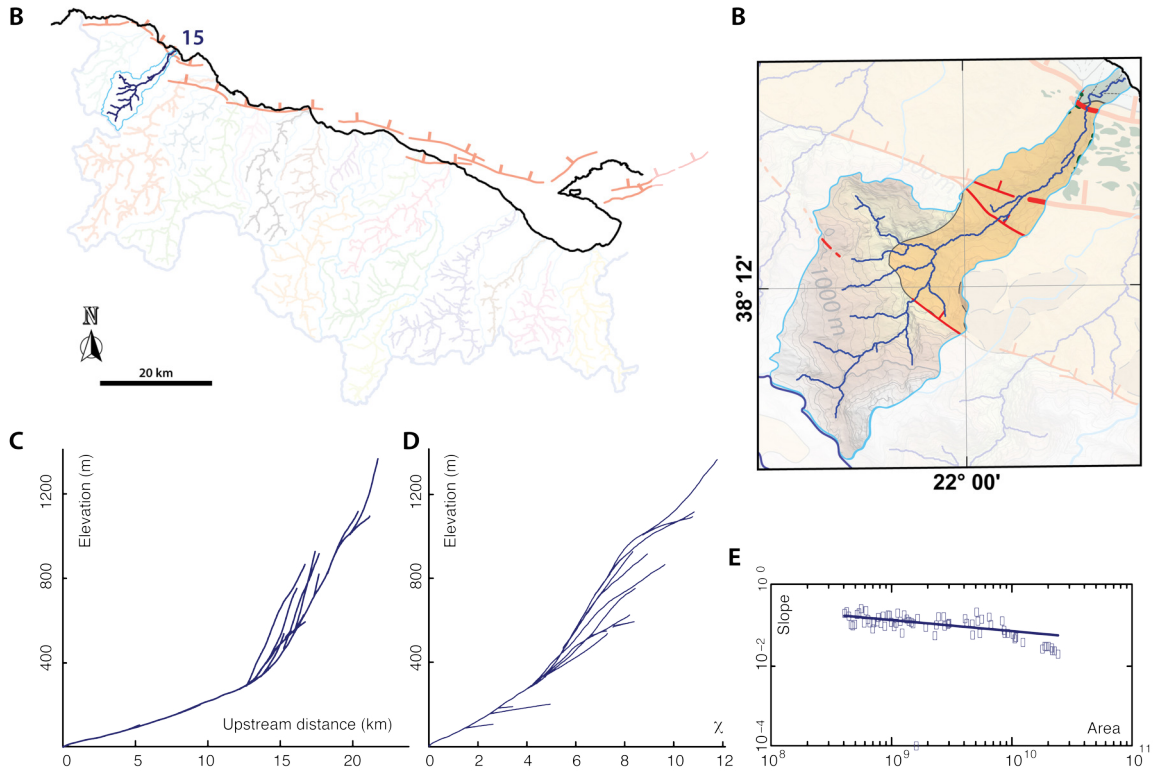 B
15
N
20 km
B
1000 m
38° 12'
22° 00'
C
Elevation (m)
1200
800
400
Upstream distance (km)
0
5
10
15
20
D
Elevation (m)
1200
800
400
χ
0
2
4
6
8
10
12
E
Slope
10 0
10-2
10-4
Area
10 8
10 9
10 10
10 11